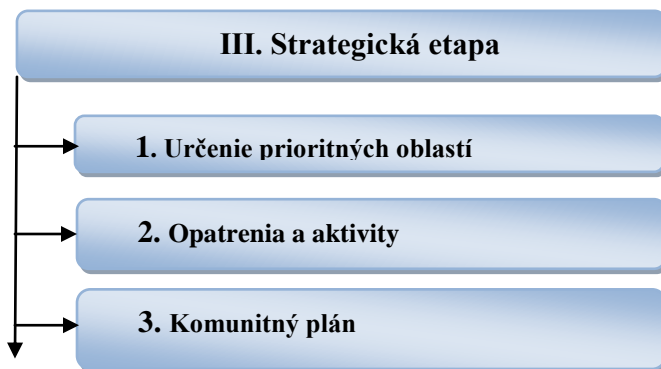 III. Strategická etapa
1. Určenie prioritných oblastí
2. Opatrenia a aktivity
3. Komunitný plán